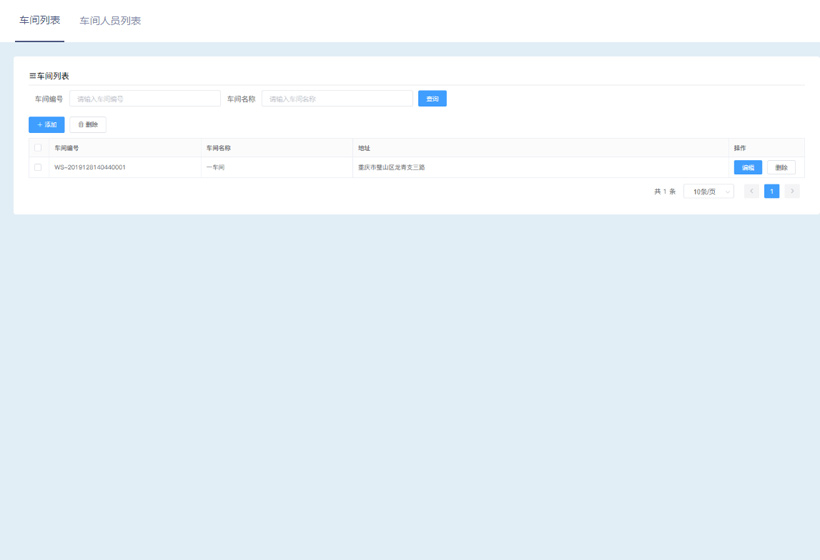 车间列表 车间人员列表
车间列表
车间编号 请输入车间编号 车间名称 请输入车间名称 查询
+ 添加 删除
车间编号 车间名称 地址 操作
WS-2019128140440001 一车间 重庆市璧山区龙青支三路 编辑 删除
共 1 条 10条/页 1